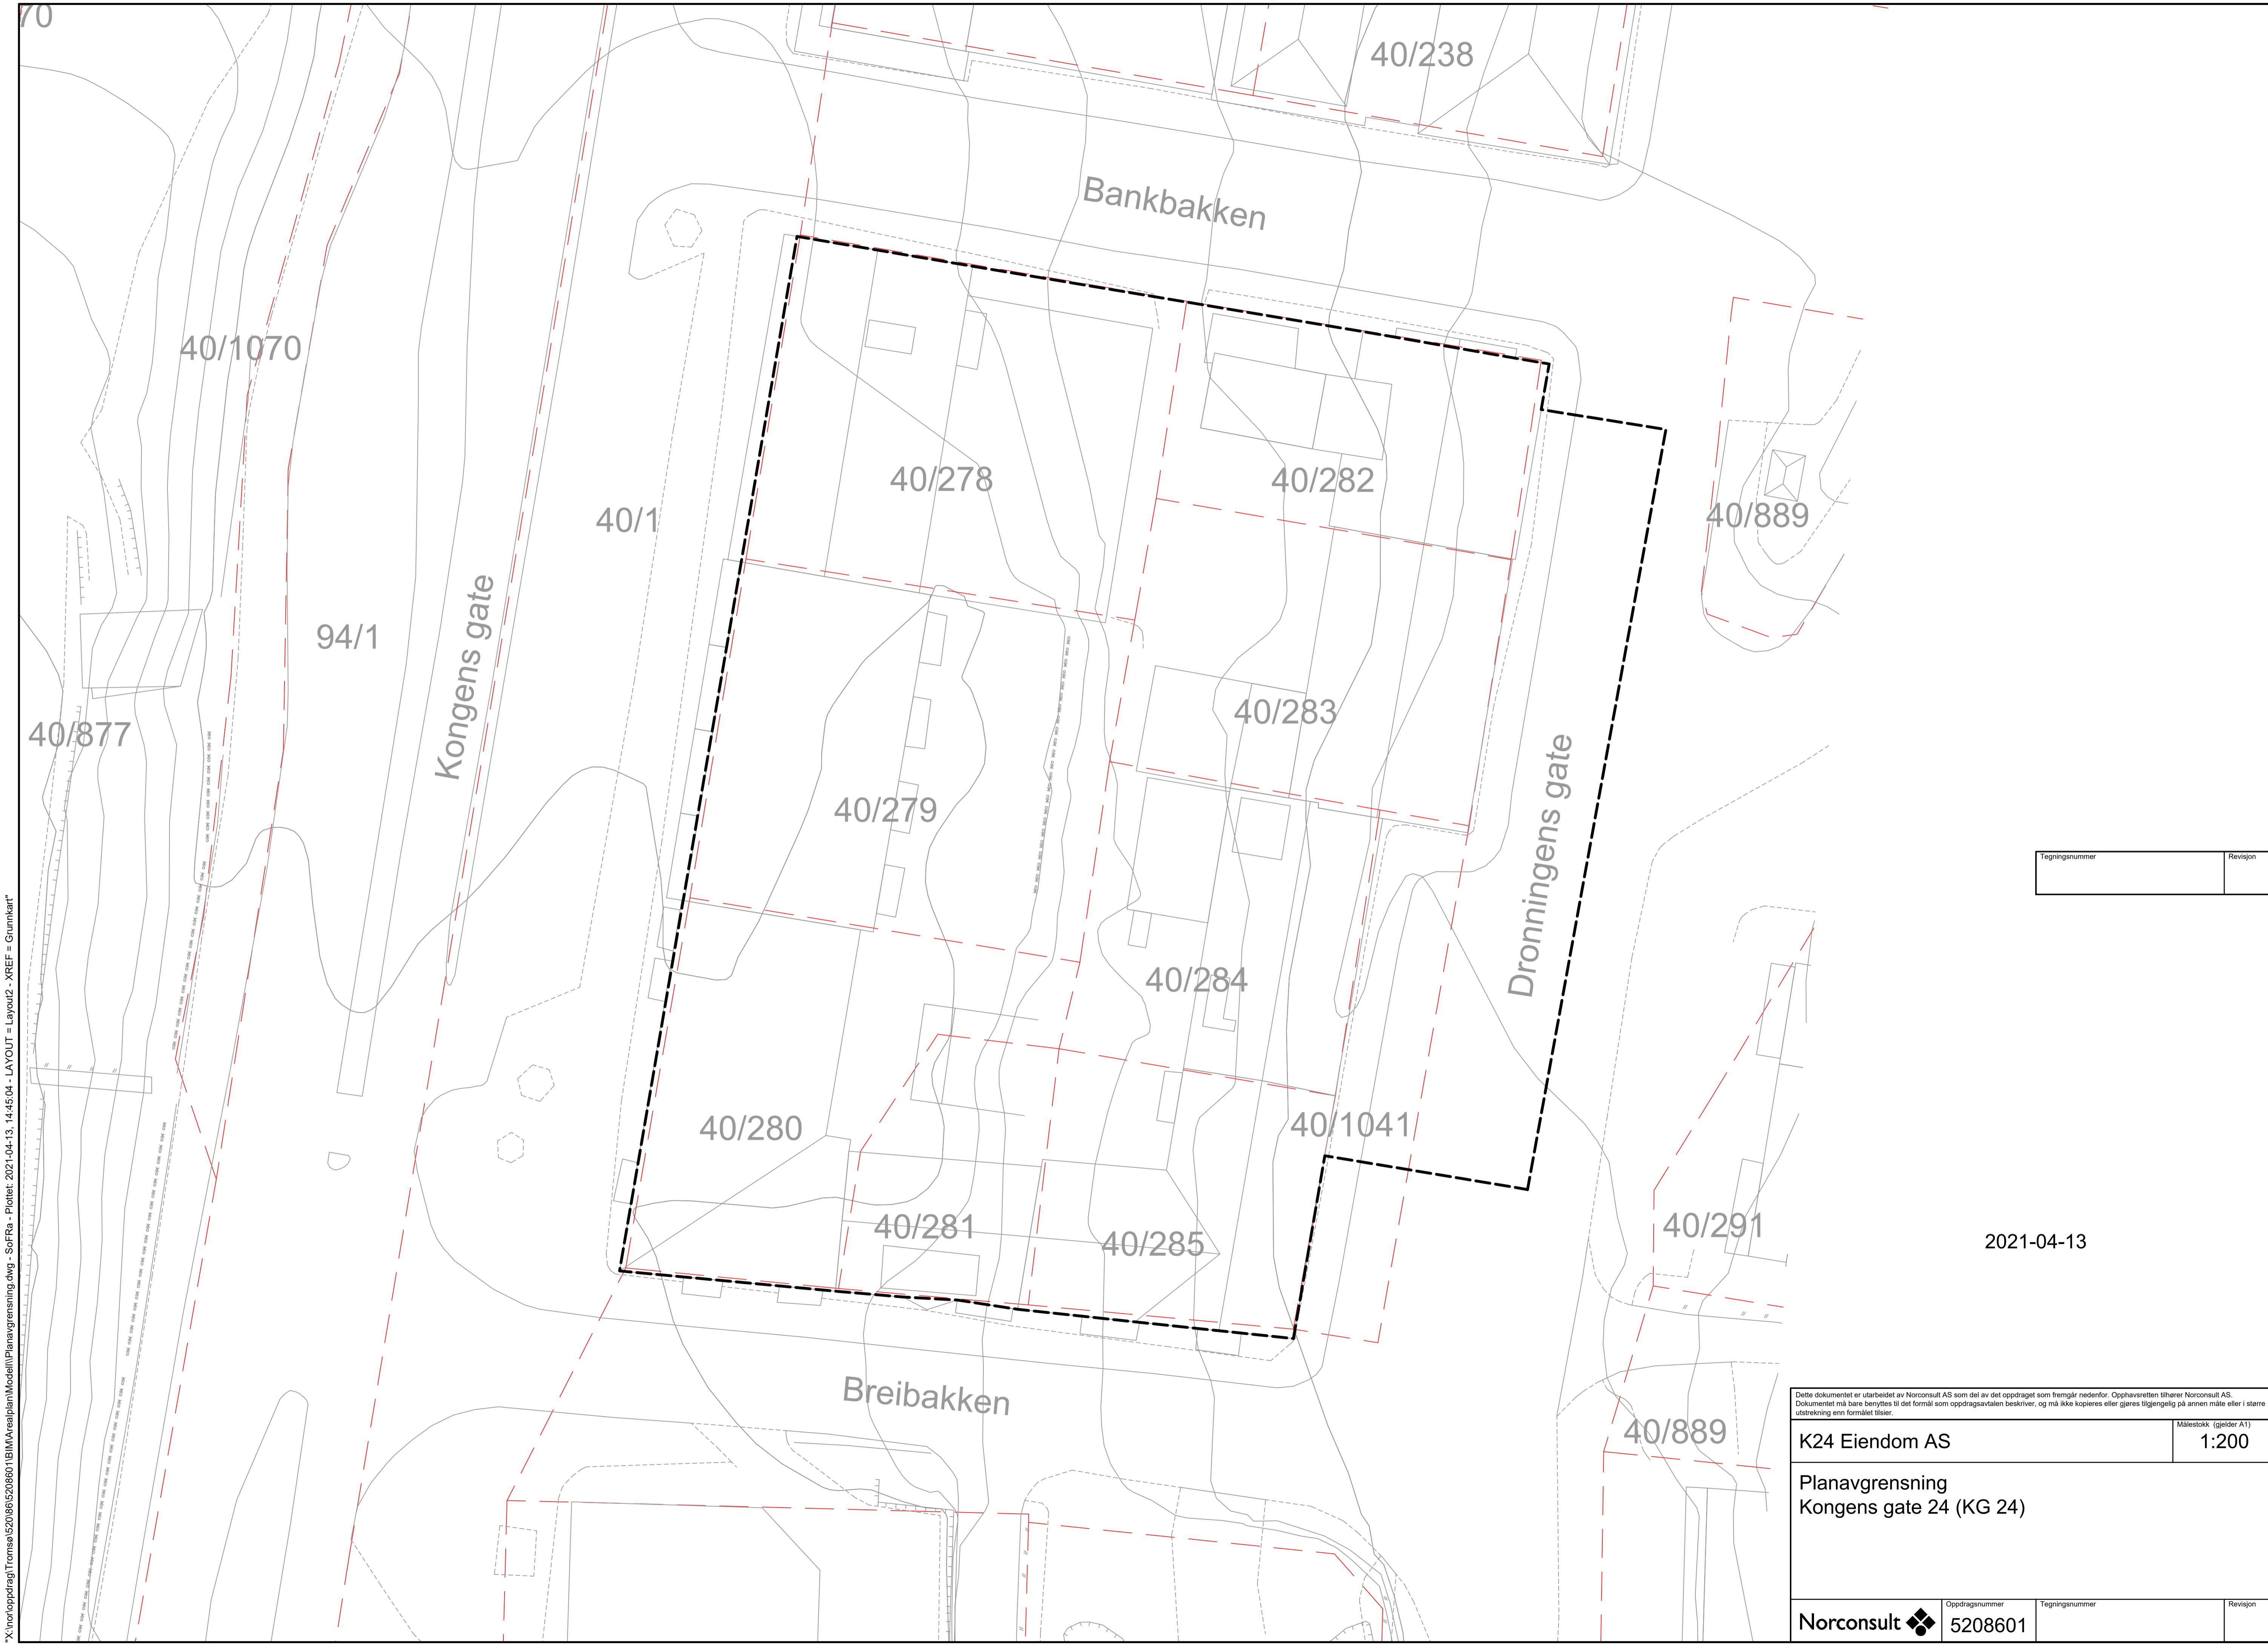 70
40/238
Bankbakken
40/1070
40/278
40/282
40/1
40/889
94/1
Kongens gate
40/283
40/877
40/279
Dronningens gate
40/284
40/280
40/1041
40/281
40/285
40/291
Breibakken
40/889
"X:\nor\oppdrag\Tromsø\520\86\5208601\BIM\Arealplan\Modell\\Planavgrensning.dwg - SoFRa - Plottet: 2021-04-13, 14:45:04 - LAYOUT = Layout2 - XREF = Grunnkart"
Tegningsnummer
Revisjon
2021-04-13
Dette dokumentet er utarbeidet av Norconsult AS som del av det oppdraget som fremgår nedenfor. Opphavsretten tilhører Norconsult AS.
Dokumentet må bare benyttes til det formål som oppdragsavtalen beskriver, og må ikke kopieres eller gjøres tilgjengelig på annen måte eller i større
utstrekning enn formålet tilsier.
K24 Eiendom AS
Målestokk (gjelder A1)
1:200
Planavgrensning
Kongens gate 24 (KG 24)
Norconsult
Oppdragsnummer
5208601
Tegningsnummer
Revisjon